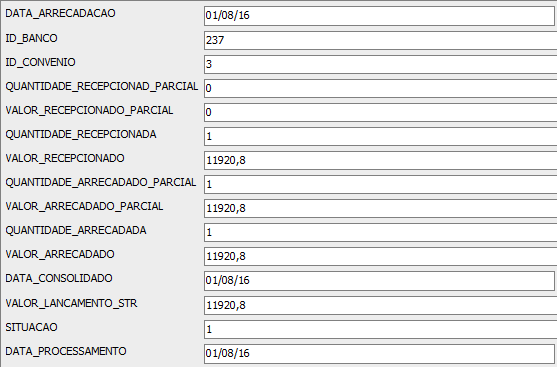 DATA_ARRECADACAO 01/08/16
ID_BANCO 237
ID_CONVENIO 3
QUANTIDADE_RECEPCIONAD_PARCIAL 0
VALOR_RECEPCIONADO_PARCIAL 0
QUANTIDADE_RECEPCIONADA 1
VALOR_RECEPCIONADO 11920,8
QUANTIDADE_ARRECADADO_PARCIAL 1
VALOR_ARRECADADO_PARCIAL 11920,8
QUANTIDADE_ARRECADADA 1
VALOR_ARRECADADO 11920,8
DATA_CONSOLIDADO 01/08/16
VALOR_LANCAMENTO_STR 11920,8
SITUACAO 1
DATA_PROCESSAMENTO 01/08/16